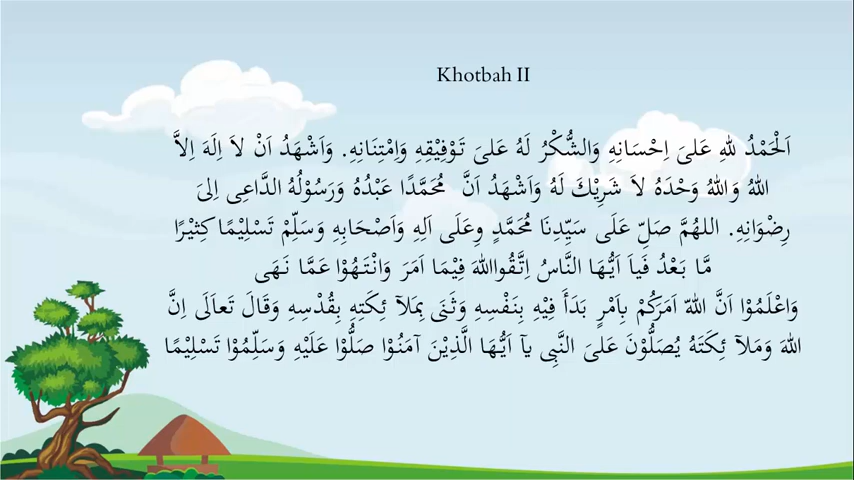 Khotbah II
اَلْحَمْدُ للهِ عَلىَ اِحْسَانِهِ وَالشُّكْرُ لَهُ عَلىَ تَوْفِيْقِهِ وَاِمْتِنَانِهِ. وَاَشْهَدُ اَنْ لاَ اِلَهَ اِلاَّ
اللهُ وَاللهُ وَحْدَهُ لاَ شَرِيْكَ لَهُ وَاَشْهَدُ اَنَّ مُحَمَّدًا عَبْدُهُ وَرَسُوْلُهُ الدَّاعِى اِلىَ
رِضْوَانِهِ. اللهُمَّ صَلِّ عَلَى سَيِّدِنَا مُحَمَّدٍ وِعَلَى اَلِهِ وَاَصْحَابِهِ وَسَلِّمْ تَسْلِيْمًا كِثيْرًا
مَّا بَعْدُ فَياَ اَيُّهَا النَّاسُ اِتَّقُوااللهَ فِيْمَا اَمَرَ وَانْتَهُوْا عَمَّا نَهَى
وَاعْلَمُوْا اَنَّ اللهّ اَمَرَكُمْ بِاَمْرٍ بَدَأَ فِيْهِ بِنَفْسِهِ وَثَنَى بِمَلآ ئِكَتِهِ بِقُدْسِهِ وَقَالَ تَعاَلَى اِنَّ
اللهَ وَمَلآ ئِكَتَهُ يُصَلُّوْنَ عَلىَ النَّبِى يآ اَيُّهَا الَّذِيْنَ آمَنُوْا صَلُّوْا عَلَيْهِ وَسَلِّمُوْا تَسْلِيْمًا